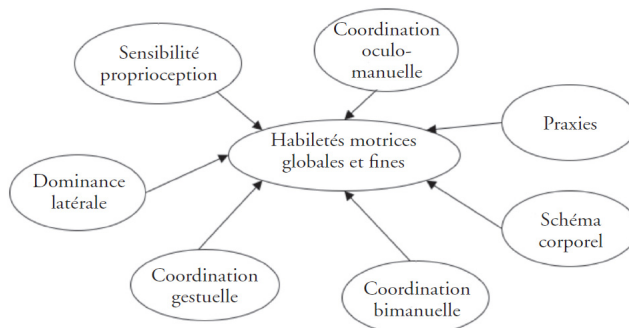 Sensibilité
proprioception
Coordination
oculo-
manuelle
Praxies
Habiletés motrices
globales et fines
Dominance
latérale
Schéma
corporel
Coordination
gestuelle
Coordination
bimanuelle